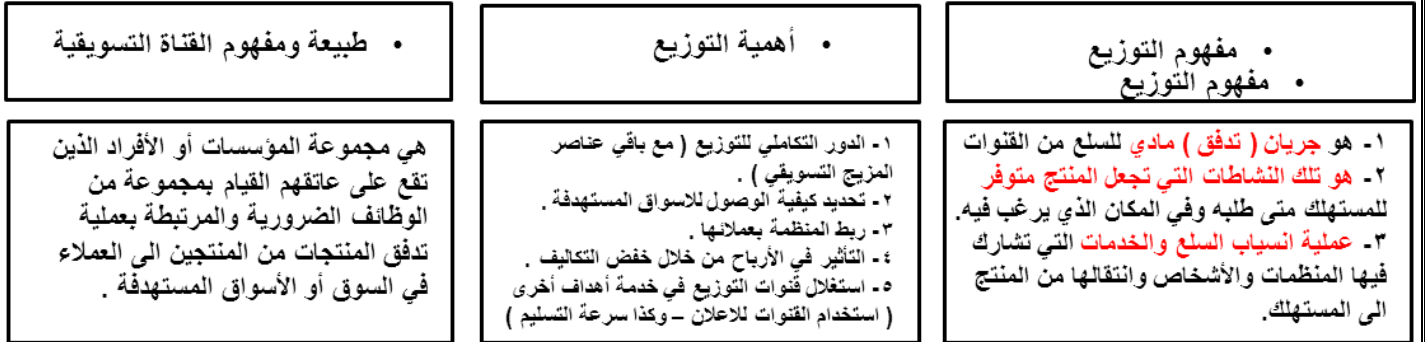 • مفهوم التوزيع
• مفهوم التوزيع
١- هو جريان ( تدفق ) مادي للسلع من القنوات
٢- هو تلك النشاطات التي تجعل المنتج متوفر
للمستهلك متى طلبه وفي المكان الذي يرغب فيه.
٣- عملية انسياب السلع والخدمات التي تشارك
فيها المنظمات والأشخاص وانتقالها من المنتج
الى المستهلك.
• أهمية التوزيع
١- الدور التكاملي للتوزيع ( مع باقي عناصر
المزيج التسويقي ) .
٢- تحديد كيفية الوصول للاسواق المستهدفة .
٣- ربط المنظمة بعملائها .
٤- التأثير في الأرباح من خلال خفض التكاليف .
٥- استغلال قنوات التوزيع في خدمة أهداف أخرى
( استخدام القنوات للاعلان – وكذا سرعة التسليم )
• طبيعة ومفهوم القناة التسويقية
هي مجموعة المؤسسات أو الأفراد الذين
تقع على عاتقهم القيام بمجموعة من
الوظائف الضرورية والمرتبطة بعملية
تدفق المنتجات من المنتجين الى العملاء
في السوق أو الأسواق المستهدفة .